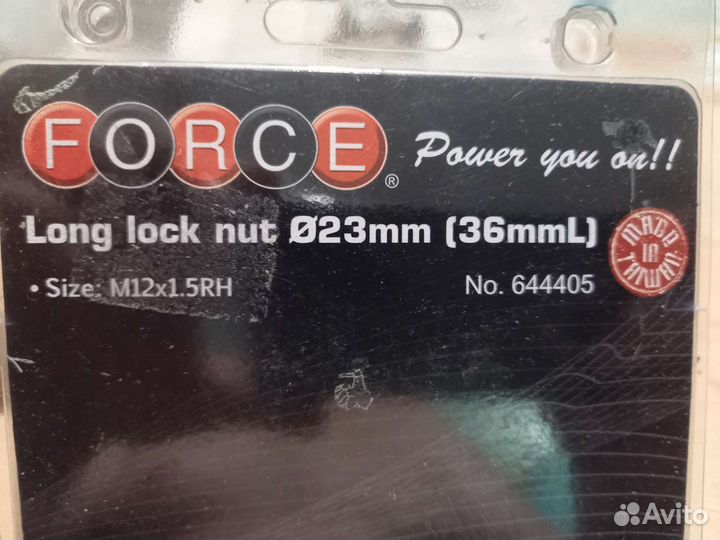 FORCE® Power you on!!
Long lock nut Ø23mm (36mmL)
• Size: M12x1.5RH No. 644405
MADE
IN
TAIWAN
Avito